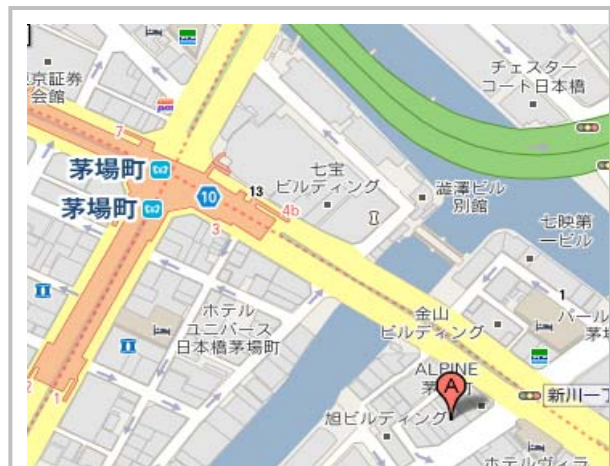 チェスター
コート日本橋
京証券
会館
7
茅場町
茅場町
10
13
4b
3
七宝
ビルディング
澁澤ビル
別館
七映第
一ビル
1
金山
ビルディング
パール
茅場
ホテル
ユニバース
日本橋茅場町
2
1
ALPINE
茅
町
A
旭ビルディング
新川一丁
ホテルヴィラ